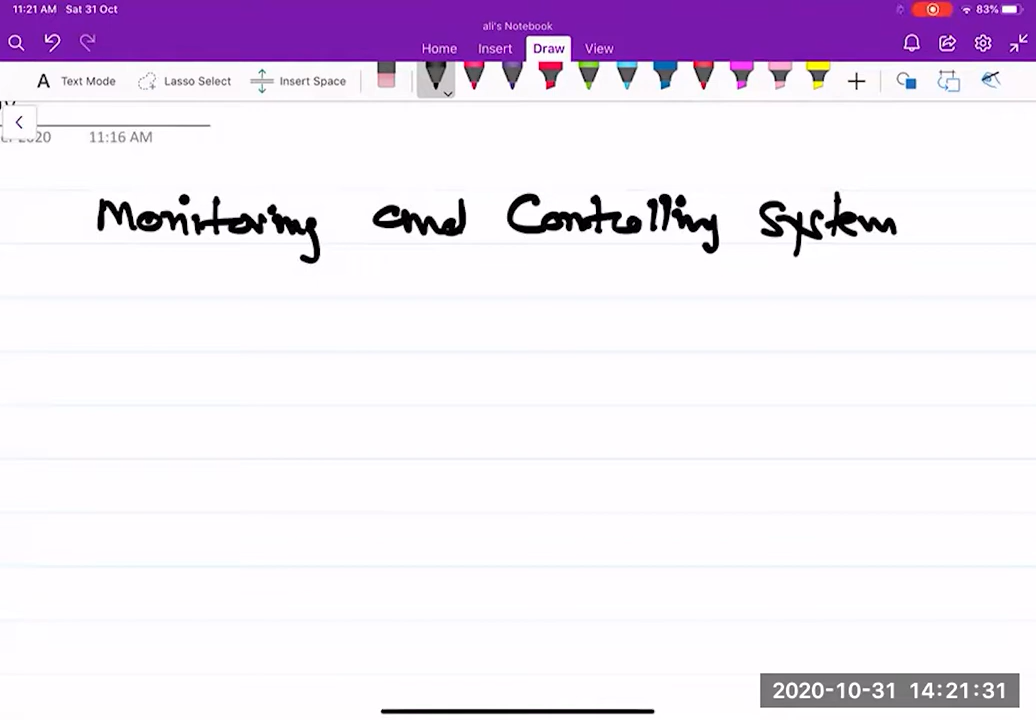 11:21 AM Sat 31 Oct 83%
ali's Notebook
Home Insert Draw View
Text Mode Lasso Select Insert Space
2020 11:16 AM
Monitoring and Controlling System
2020-10-31 14:21:31